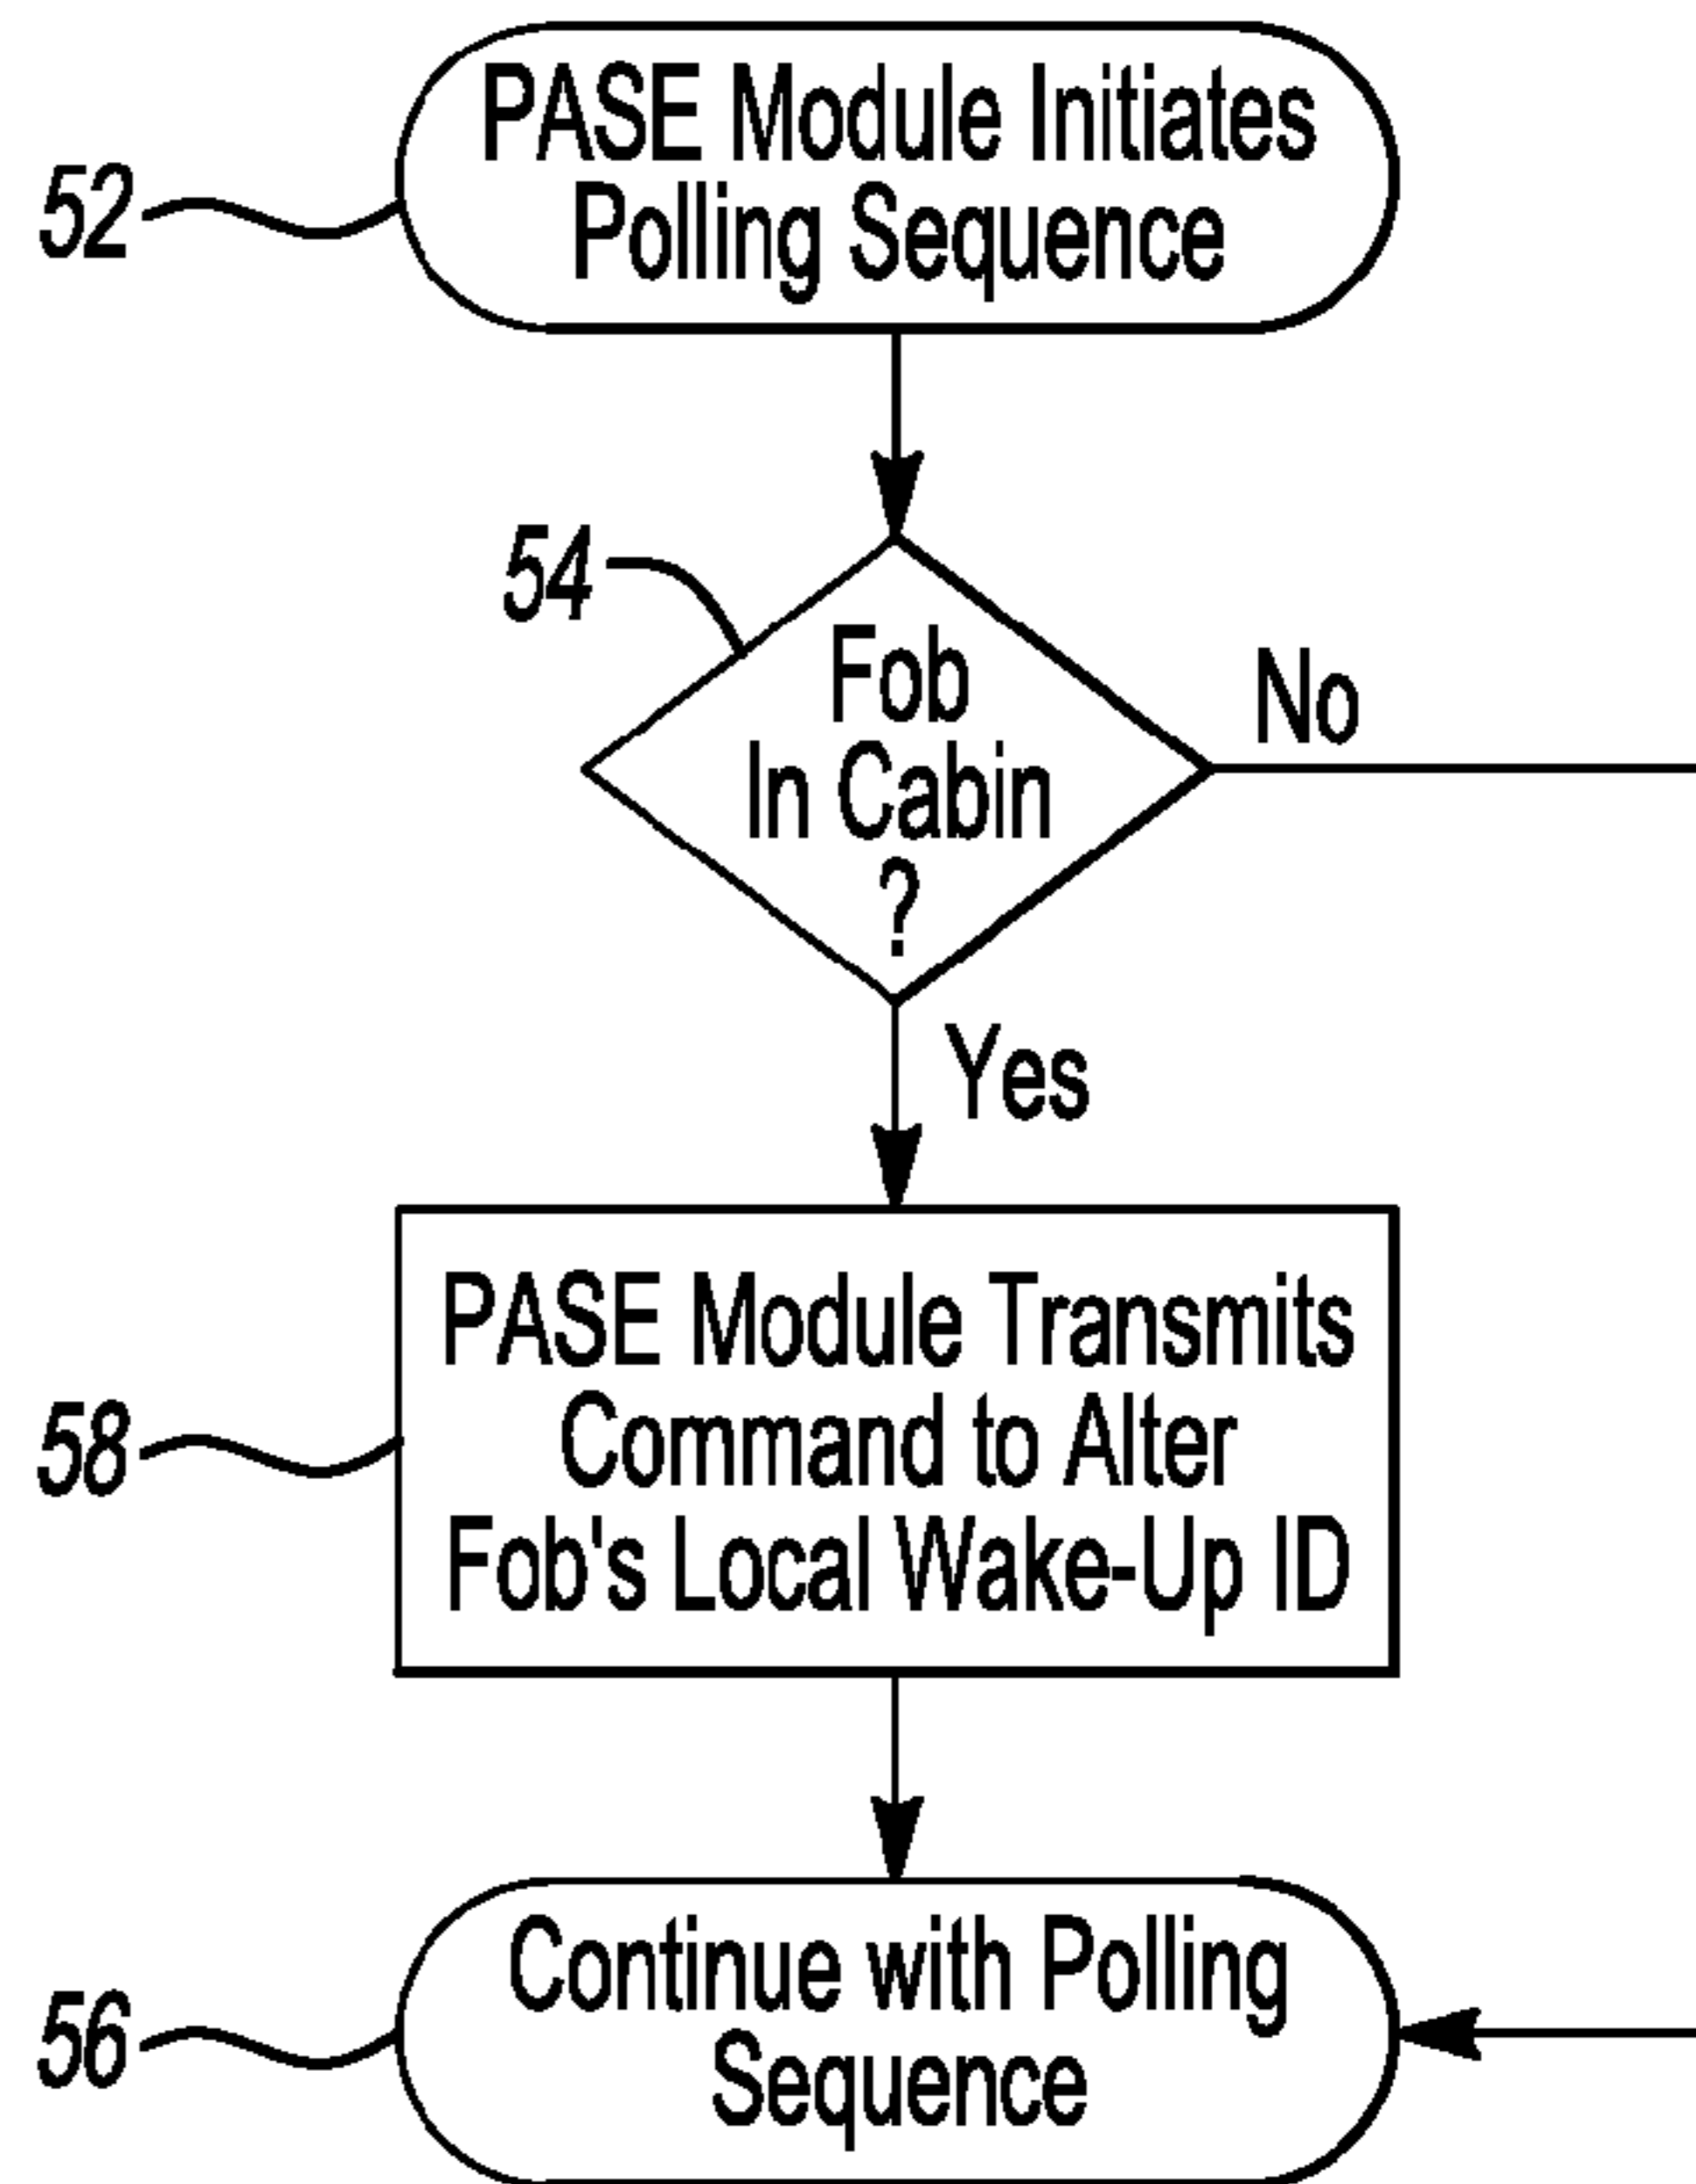 52
PASE Module Initiates
Polling Sequence
54
Fob
In Cabin
?
No
Yes
58
PASE Module Transmits
Command to Alter
Fob's Local Wake-Up ID
56
Continue with Polling
Sequence